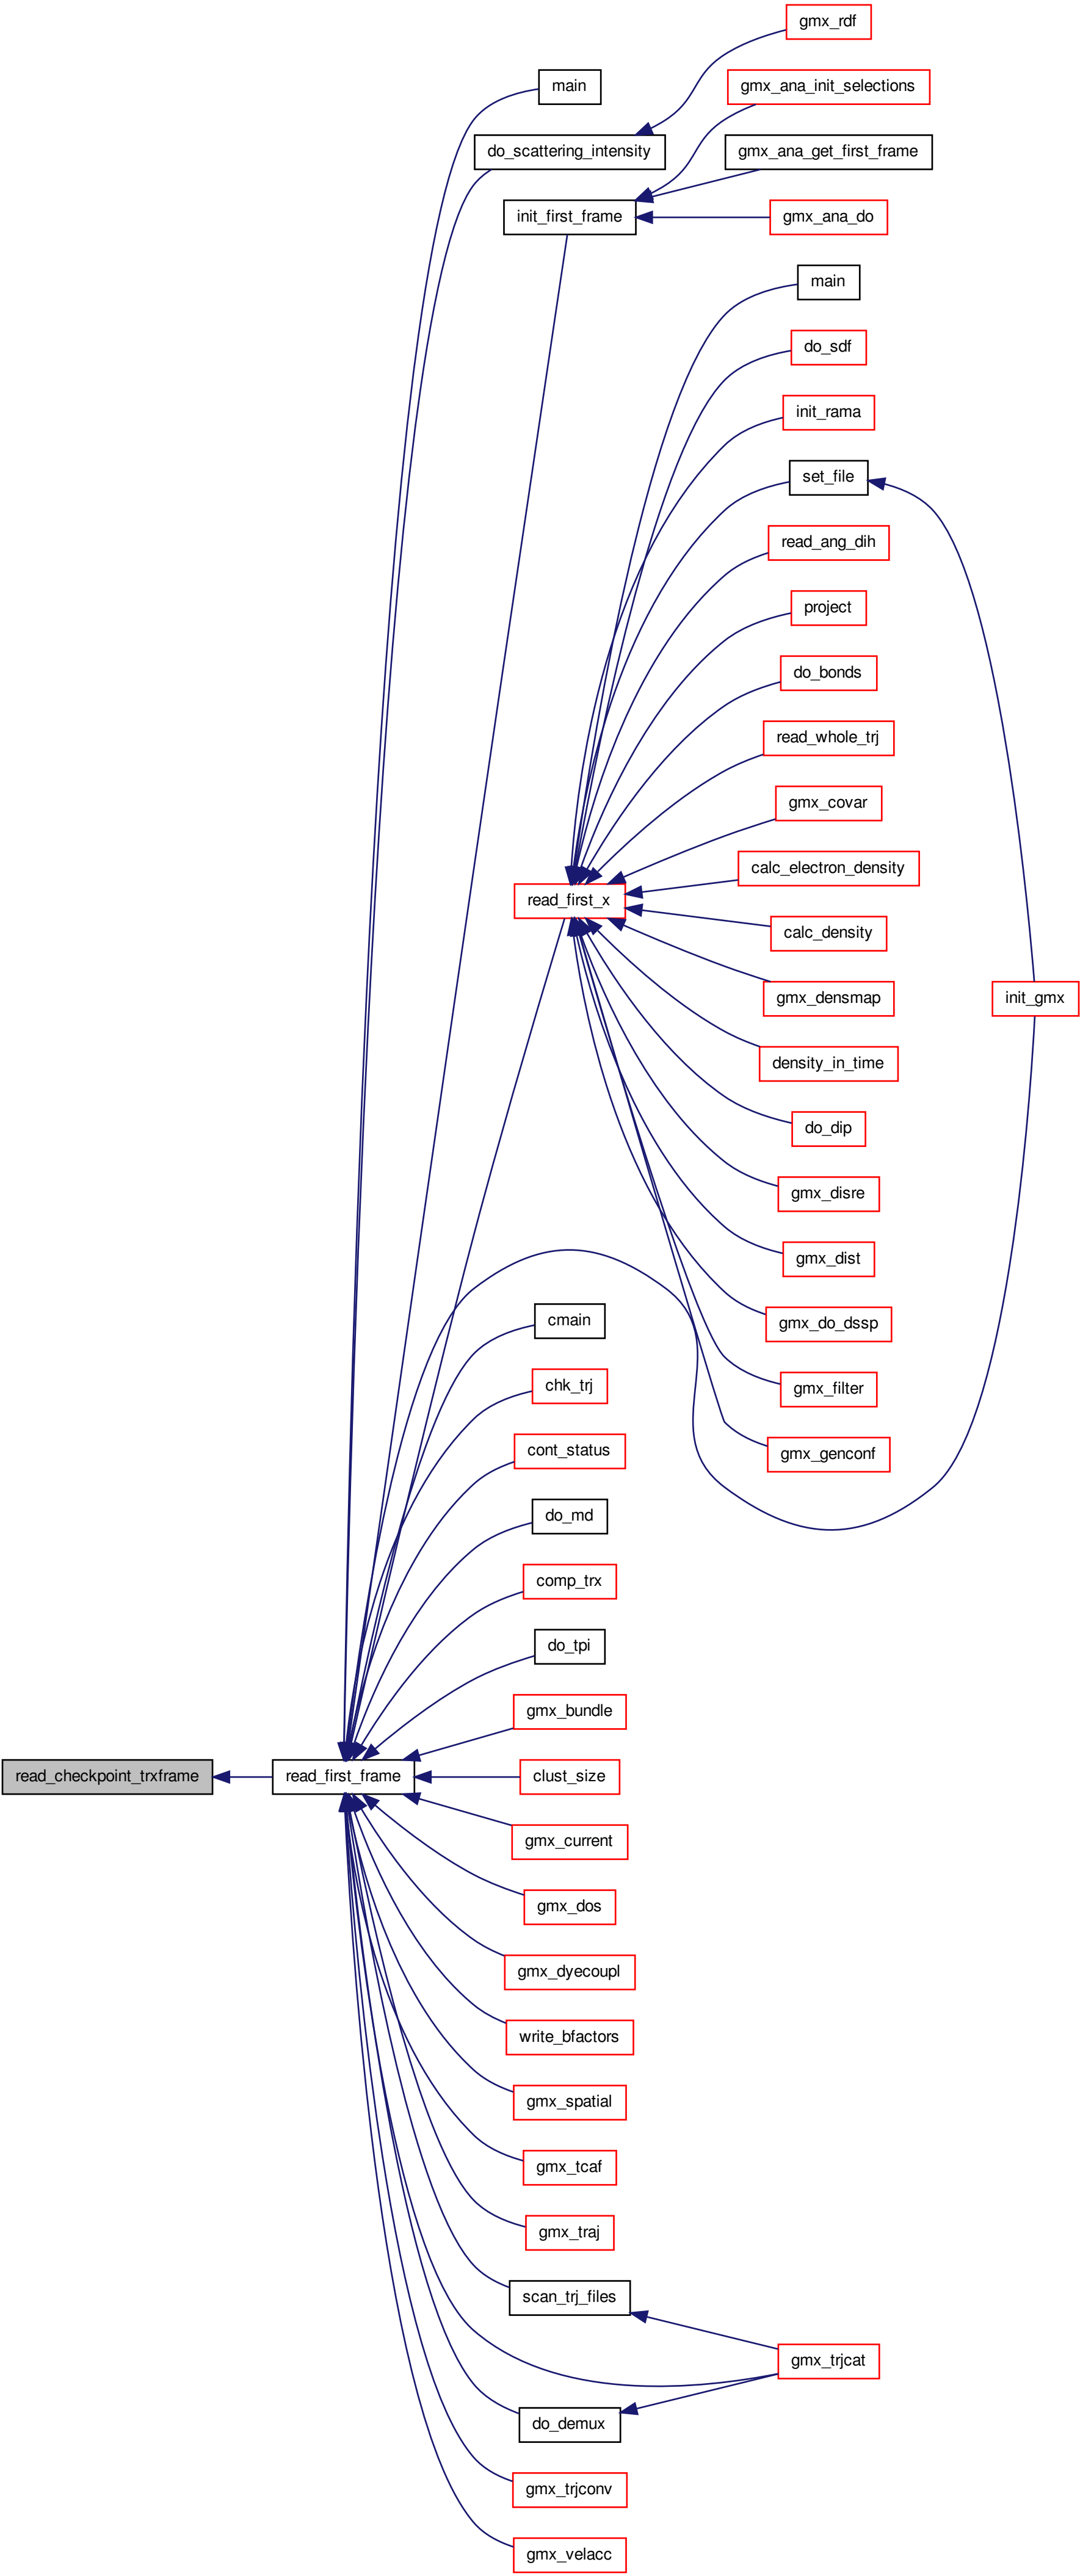 gmx_rdf
main
gmx_ana_init_selections
do_scattering_intensity
gmx_ana_get_first_frame
init_first_frame
gmx_ana_do
main
do_sdf
init_rama
set_file
read_ang_dih
project
do_bonds
read_whole_trj
gmx_covar
calc_electron_density
read_first_x
calc_density
gmx_densmap
init_gmx
density_in_time
do_dip
gmx_disre
gmx_dist
gmx_do_dssp
cmain
chk_trj
gmx_filter
cont_status
gmx_genconf
do_md
comp_trx
do_tpi
gmx_bundle
read_checkpoint_trxframe
read_first_frame
clust_size
gmx_current
gmx_dos
gmx_dyecoupl
write_bfactors
gmx_spatial
gmx_tcaf
gmx_traj
scan_trj_files
gmx_trjcat
do_demux
gmx_trjconv
gmx_velacc